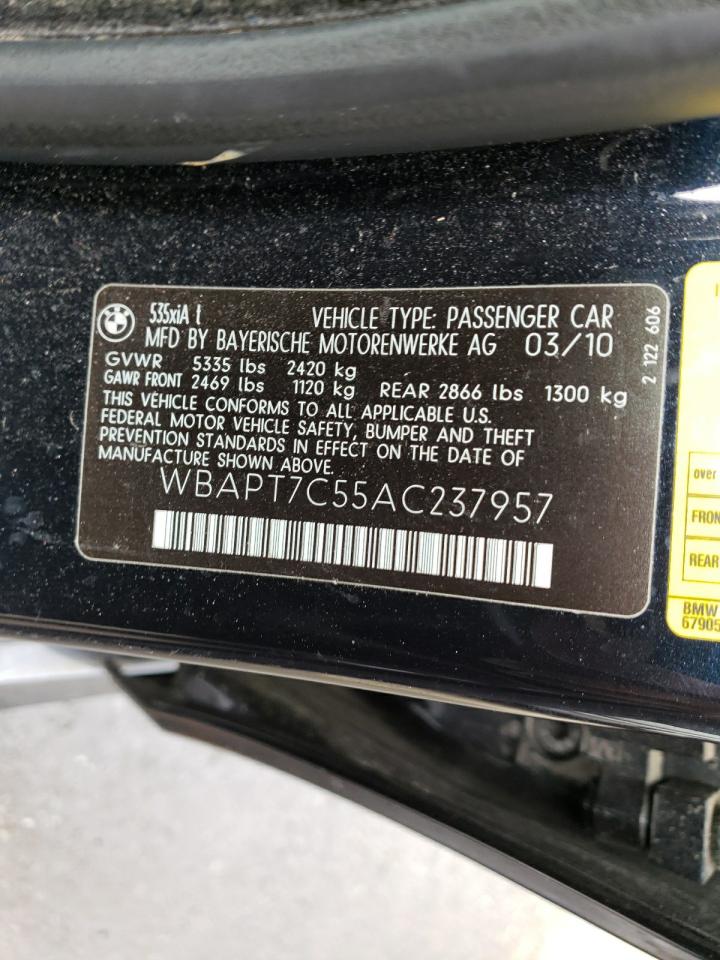 535xiA t VEHICLE TYPE: PASSENGER CAR
MFD BY BAYERISCHE MOTORENWERKE AG 03/10
GVWR 5335 lbs 2420 kg
GAWR FRONT 2469 lbs 1120 kg REAR 2866 lbs 1300 kg
THIS VEHICLE CONFORMS TO ALL APPLICABLE U.S.
FEDERAL MOTOR VEHICLE SAFETY, BUMPER AND THEFT
PREVENTION STANDARDS IN EFFECT ON THE DATE OF
MANUFACTURE SHOWN ABOVE.
WBAPT7C55AC237957
2 122 606
over
FRON
REAR
BMW
67905